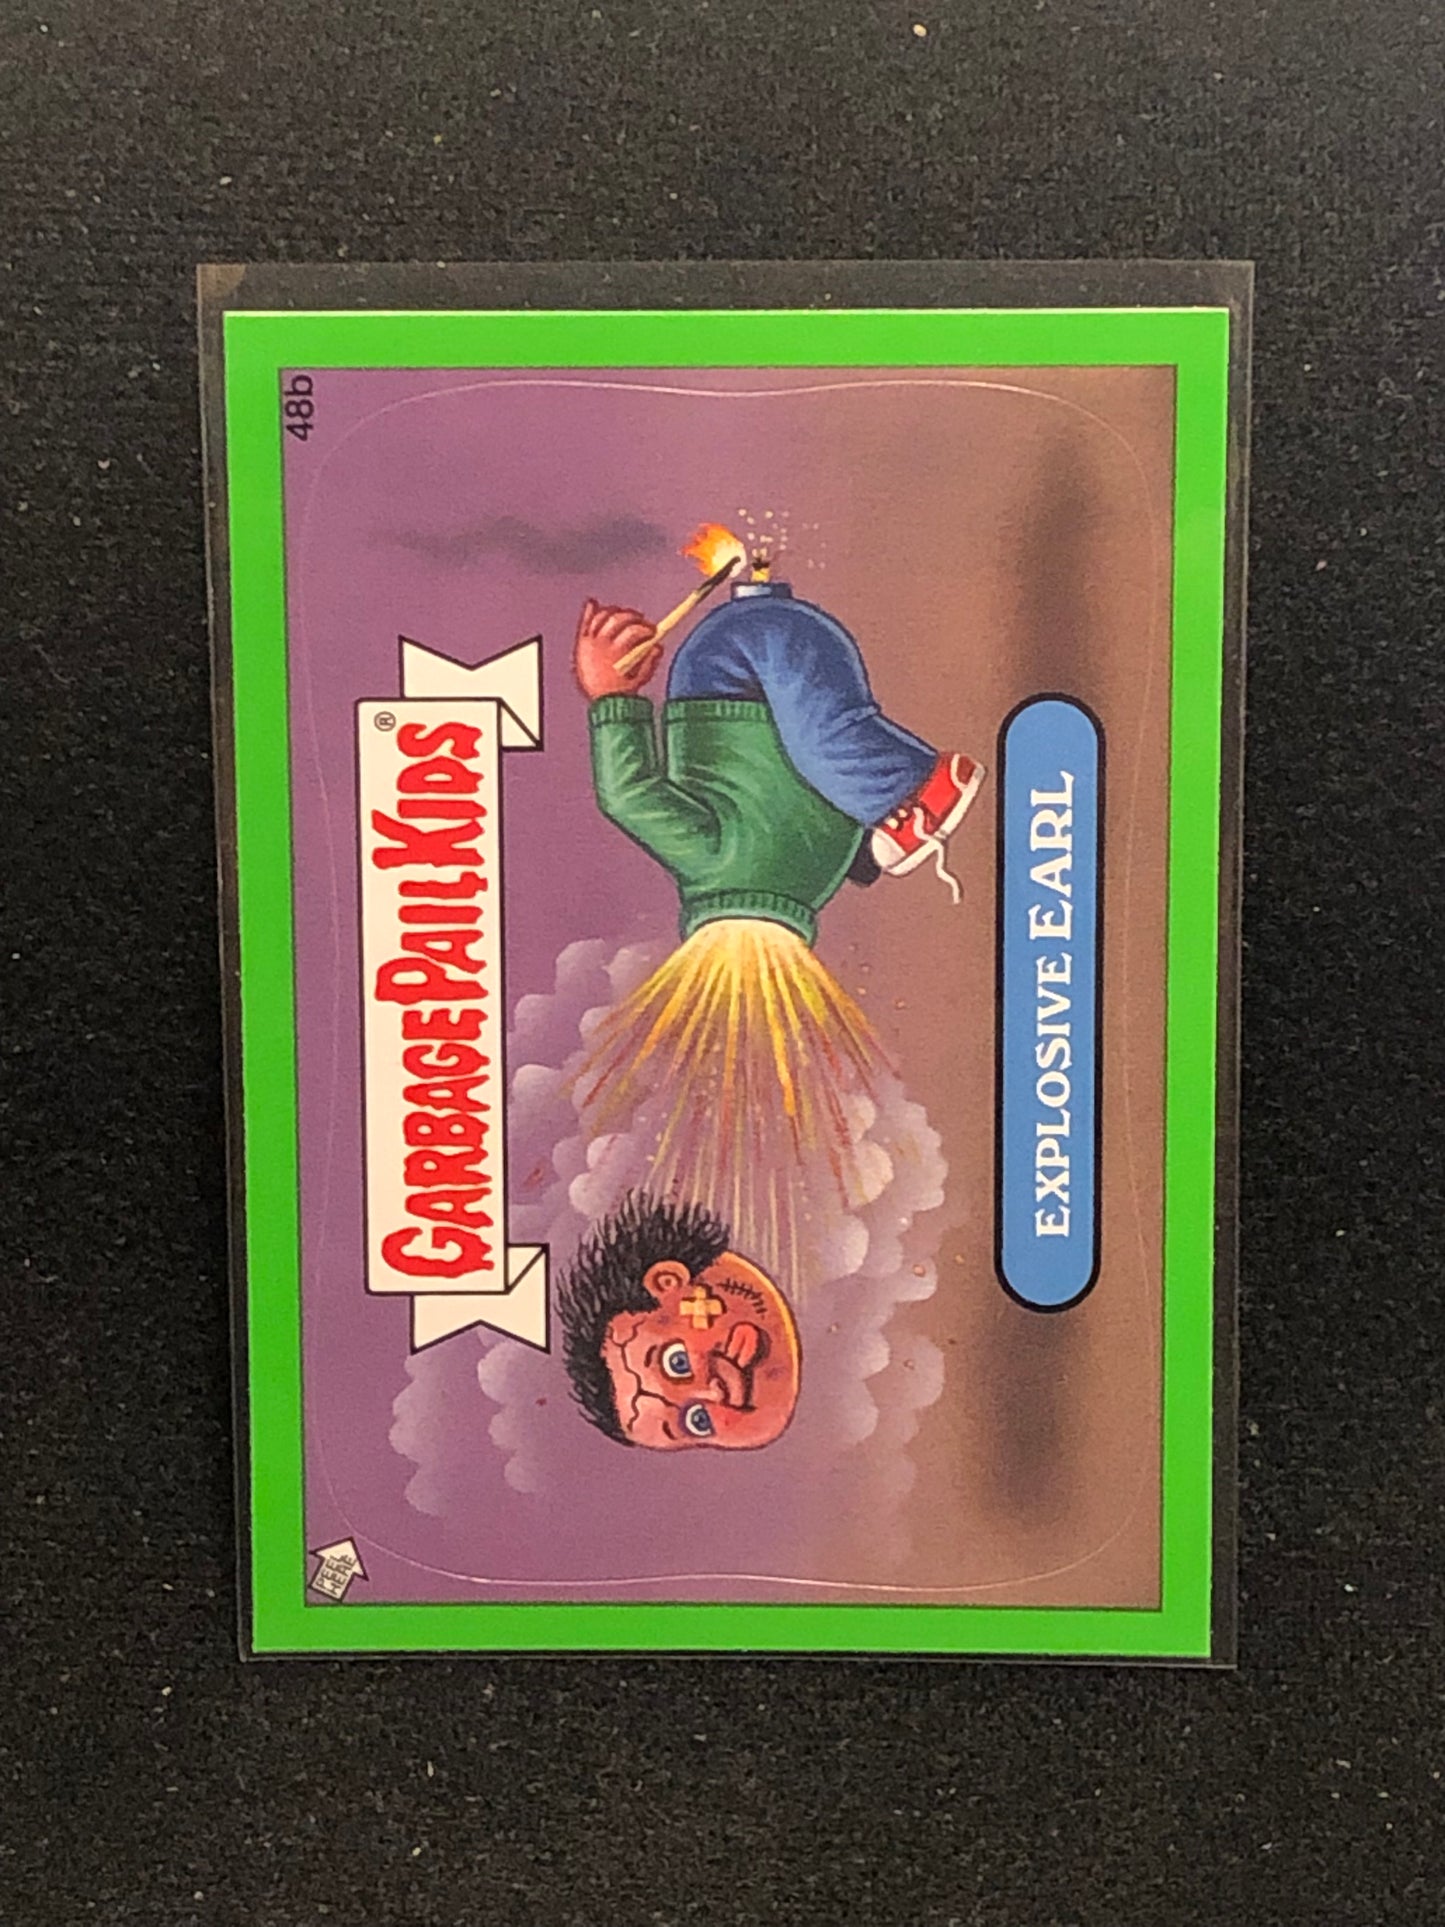 48b
GARBAGE PAIL KIDS®
EXPLOSIVE EARL
PEEL
HERE